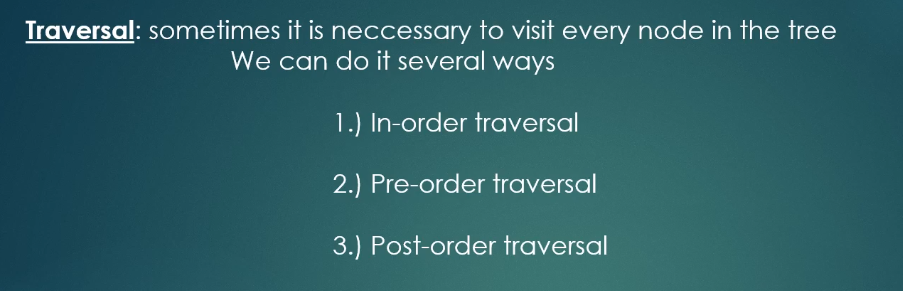 Traversal: sometimes it is neccessary to visit every node in the tree
We can do it several ways
1.) In-order traversal
2.) Pre-order traversal
3.) Post-order traversal